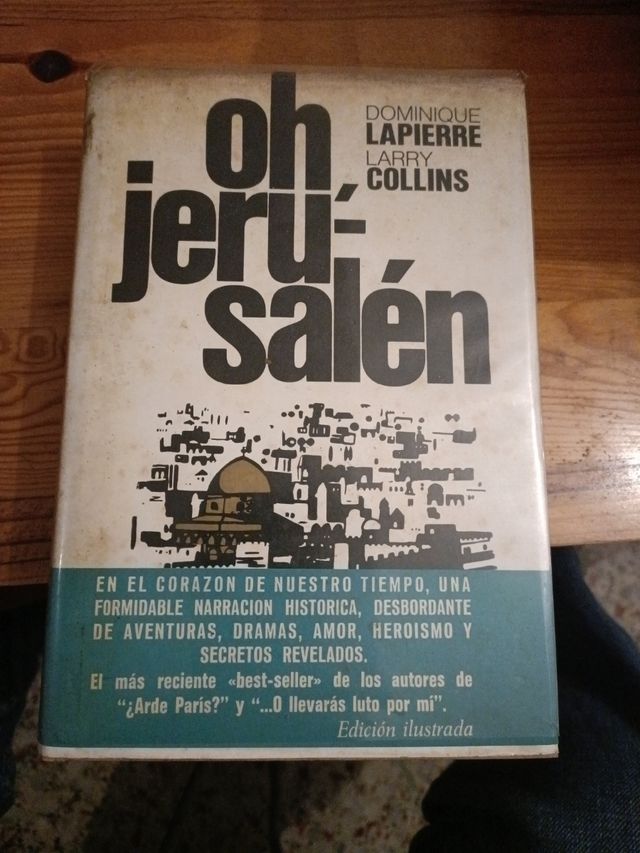 oh
jerú-
salén
DOMINIQUE
LAPIERRE
LARRY
COLLINS
EN EL CORAZON DE NUESTRO TIEMPO, UNA
FORMIDABLE NARRACION HISTORICA, DESBORDANTE
DE AVENTURAS, DRAMAS, AMOR, HEROISMO Y
SECRETOS REVELADOS.
El más reciente «best-seller» de los autores de
“¿Arde París?” y “...O llevarás luto por mí”.
Edición ilustrada